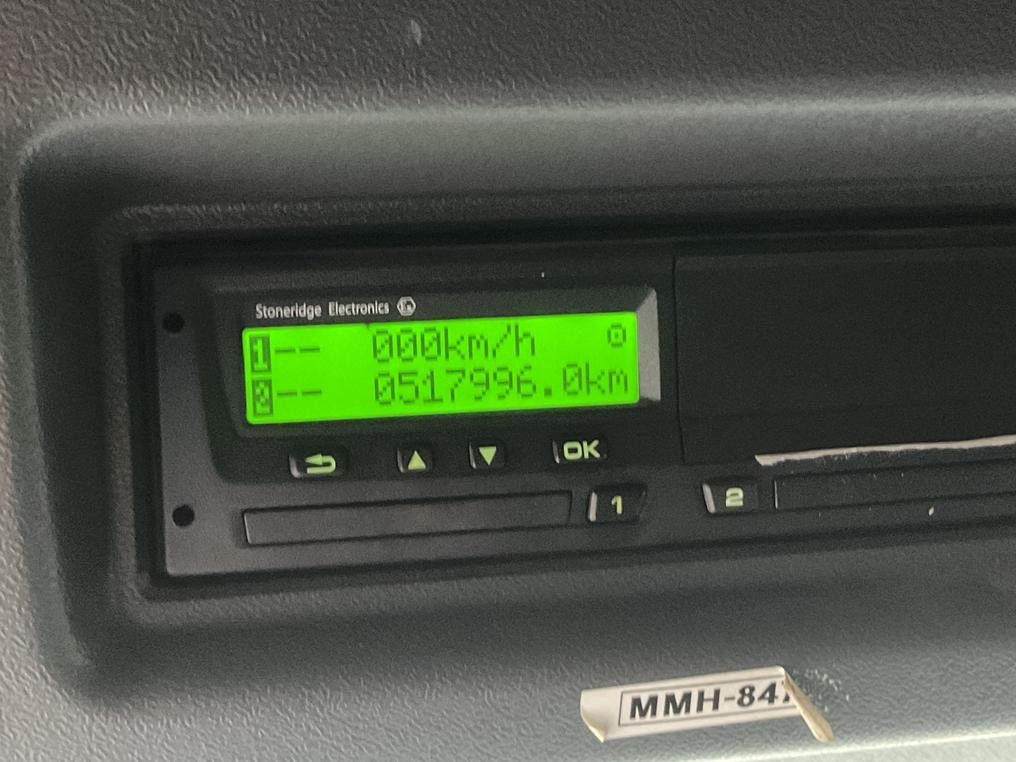 Stoneridge Electronics
1-- 000km/h
2-- 0517996.0km
OK
1
2
MMH-84